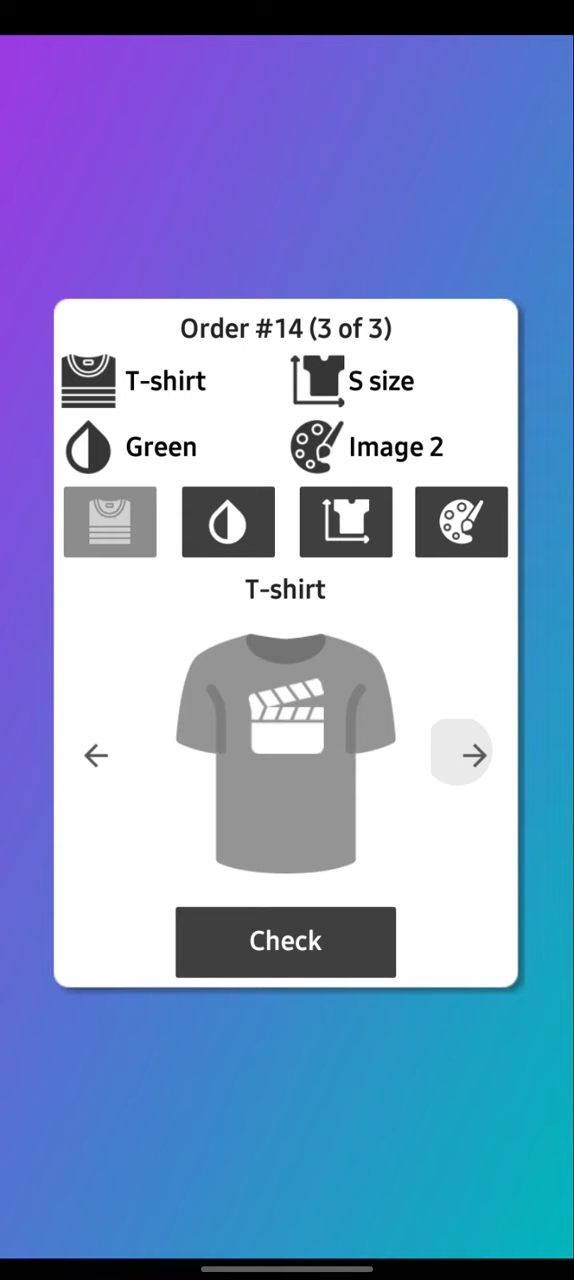 Order #14 (3 of 3)
T-shirt
S size
Green
Image 2
T-shirt
Check